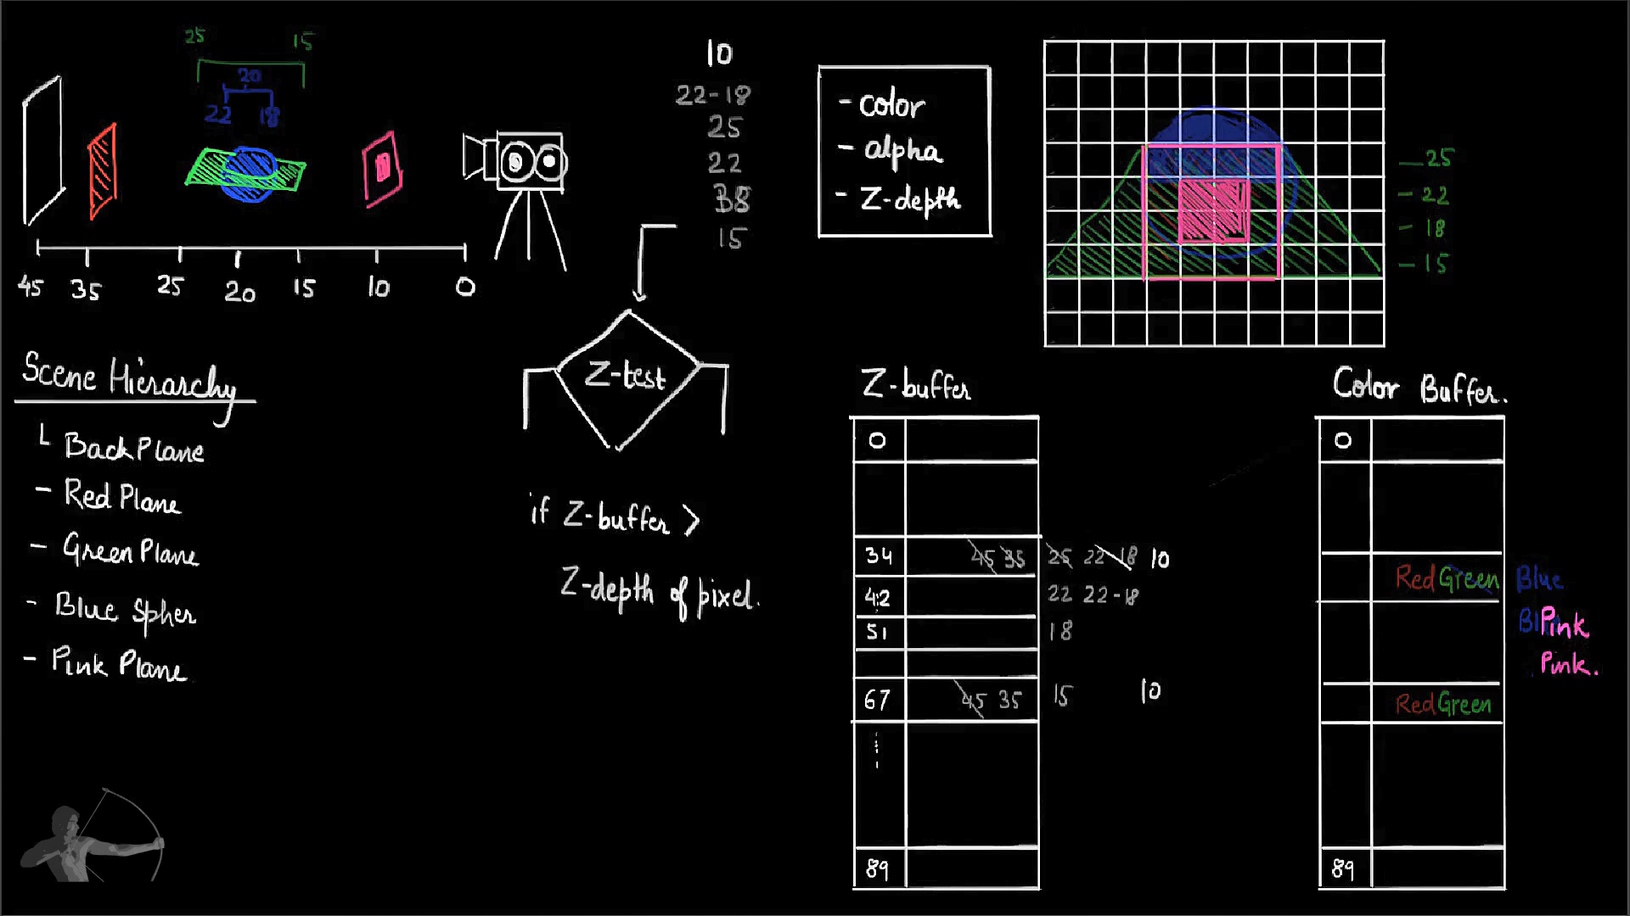 25 15
20
22 18
45 35 25 20 15 10 0
Scene Hierarchy
└ Back Plane
- Red Plane
- Green Plane
- Blue Spher
- Pink Plane
10
22-18
25
22
38
15
Z-test
if Z-buffer >
Z-depth of pixel.
- color
- alpha
- Z-depth
- 25
- 22
- 18
- 15
Z-buffer
0
34 45 35 25 22-18 10
42 22 22-18
51 18
67 45 35 15 10
89
Color Buffer.
0
Red Green Blue
Pink
Pink.
Red Green
89